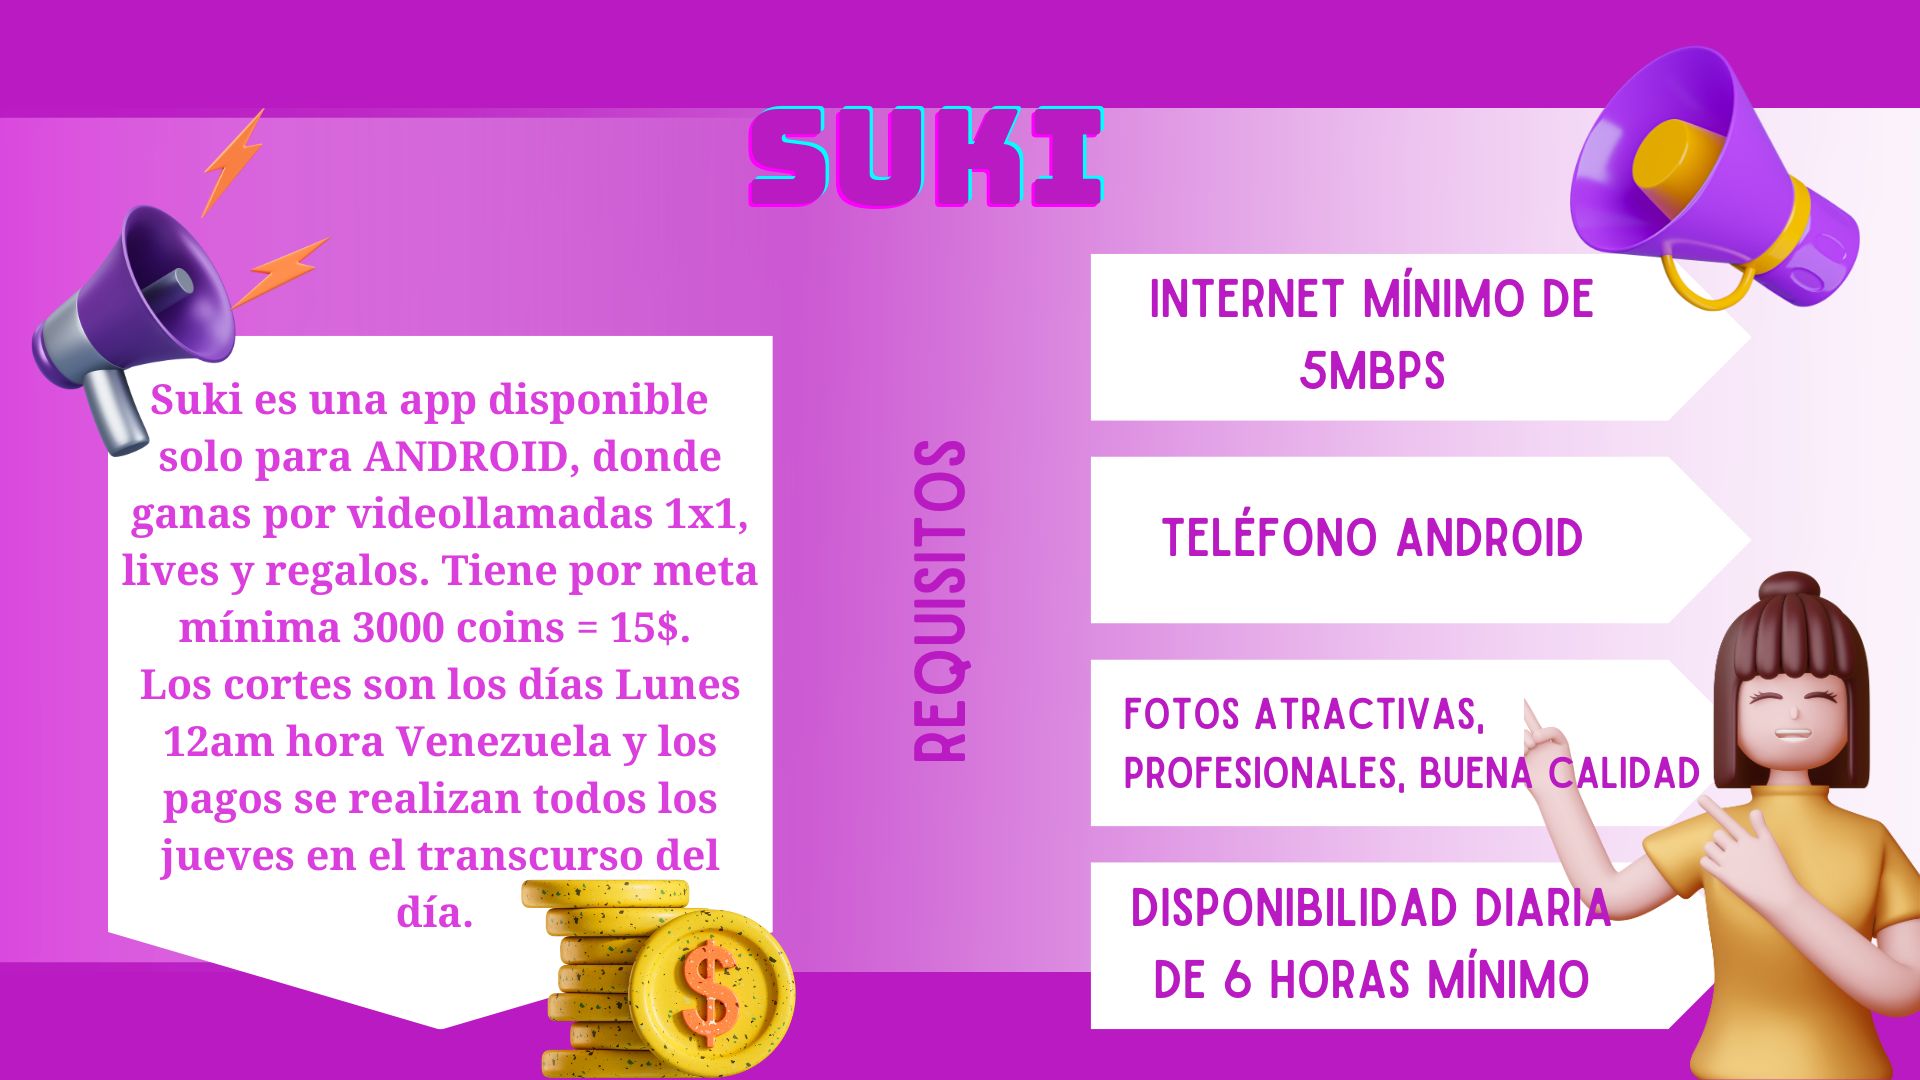 SUKI
Suki es una app disponible
solo para ANDROID, donde
ganas por videollamadas 1x1,
lives y regalos. Tiene por meta
mínima 3000 coins = 15$.
Los cortes son los días Lunes
12am hora Venezuela y los
pagos se realizan todos los
jueves en el transcurso del
día.
$
REQUISITOS
INTERNET MÍNIMO DE
5MBPS
TELÉFONO ANDROID
FOTOS ATRACTIVAS,
PROFESIONALES, BUENA CALIDAD
DISPONIBILIDAD DIARIA
DE 6 HORAS MÍNIMO